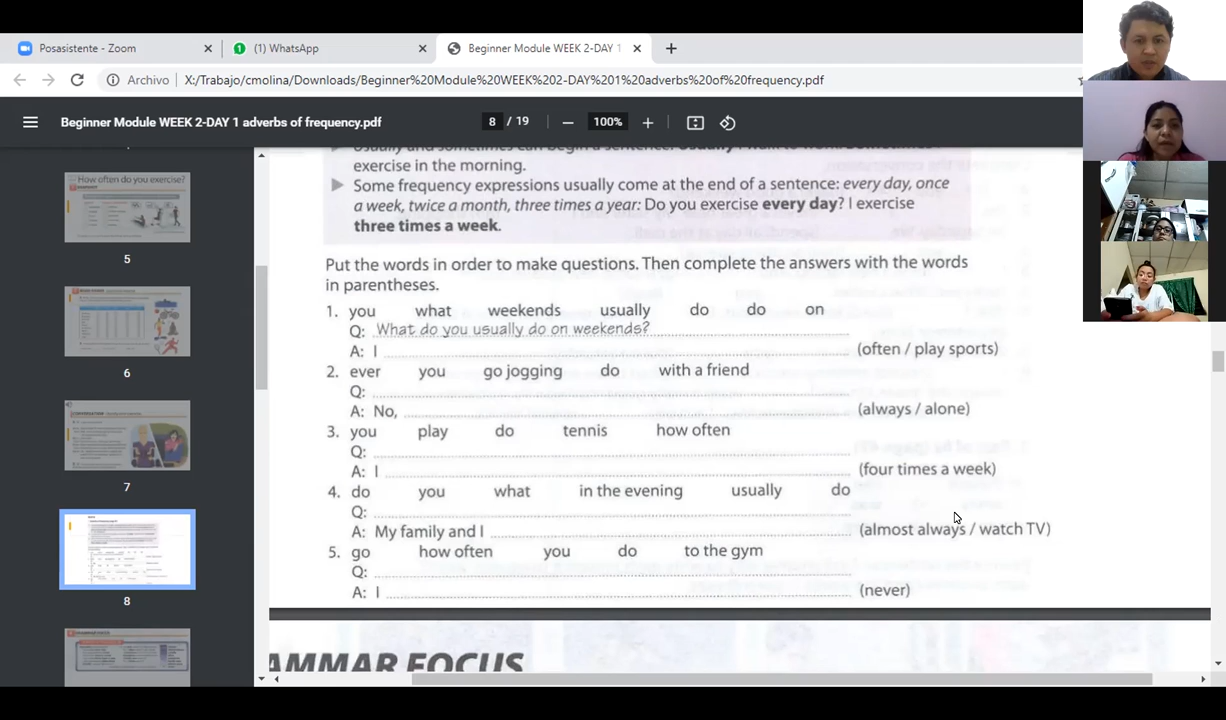 Posasistente - Zoom
(1) WhatsApp
Beginner Module WEEK 2-DAY 1
Archivo X:/Trabajo/cmolina/Downloads/Beginner%20Module%20WEEK%202-DAY%201%20adverbs%20of%20frequency.pdf
Beginner Module WEEK 2-DAY 1 adverbs of frequency.pdf 8 / 19 100%
How often do you exercise?
5
6
7
8
exercise in the morning.
Some frequency expressions usually come at the end of a sentence: every day, once
a week, twice a month, three times a year: Do you exercise every day? I exercise
three times a week.
Put the words in order to make questions. Then complete the answers with the words
in parentheses.
1. you what weekends usually do do on
Q: What do you usually do on weekends?
A: I (often / play sports)
2. ever you go jogging do with a friend
Q:
A: No, (always / alone)
3. you play do tennis how often
Q:
A: I (four times a week)
4. do you what in the evening usually do
Q:
A: My family and I (almost always / watch TV)
5. go how often you do to the gym
Q:
A: I (never)
AMMAR FOCUS